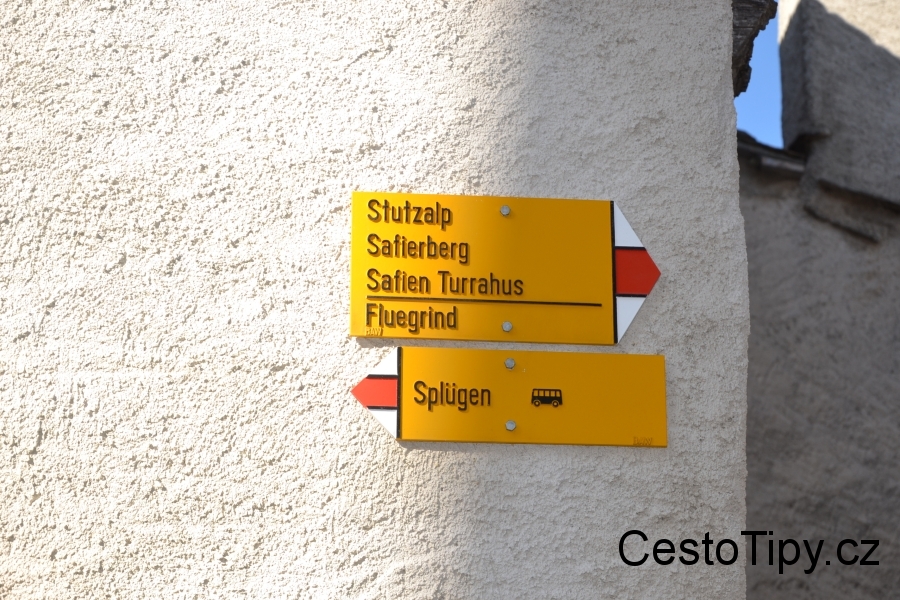 Stutzalp
Safierberg
Safien Turrahus
Fluegrind
Splügen
CestoTipy.cz